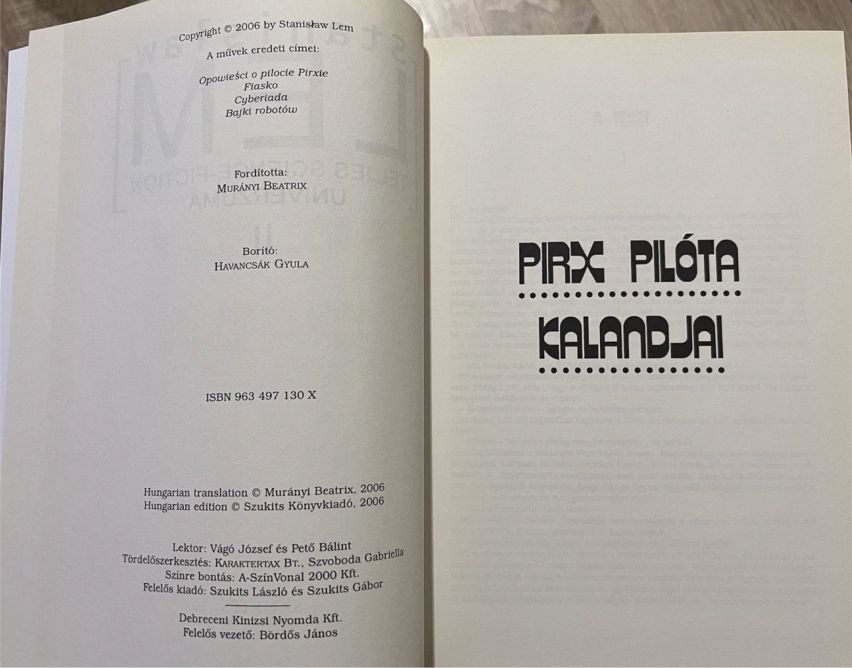 Copyright © 2006 by Stanisław Lem
A művek eredeti címei:
Opowieści o pilocie Pirxie
Fiasko
Cyberiada
Bajki robotów
Fordította:
MURÁNYI BEATRIX
Borító:
HAVANCSÁK GYULA
ISBN 963 497 130 X
Hungarian translation © Murányi Beatrix, 2006
Hungarian edition © Szukits Könyvkiadó, 2006
Lektor: Vágó József és Pető Bálint
Tördelőszerkesztés: KARAKTERTAX BT., Szvoboda Gabriella
Színre bontás: A-SzínVonal 2000 Kft.
Felelős kiadó: Szukits László és Szukits Gábor
Debreceni Kinizsi Nyomda Kft.
Felelős vezető: Bördős János
PIRX PILÓTA
KALANDJAI